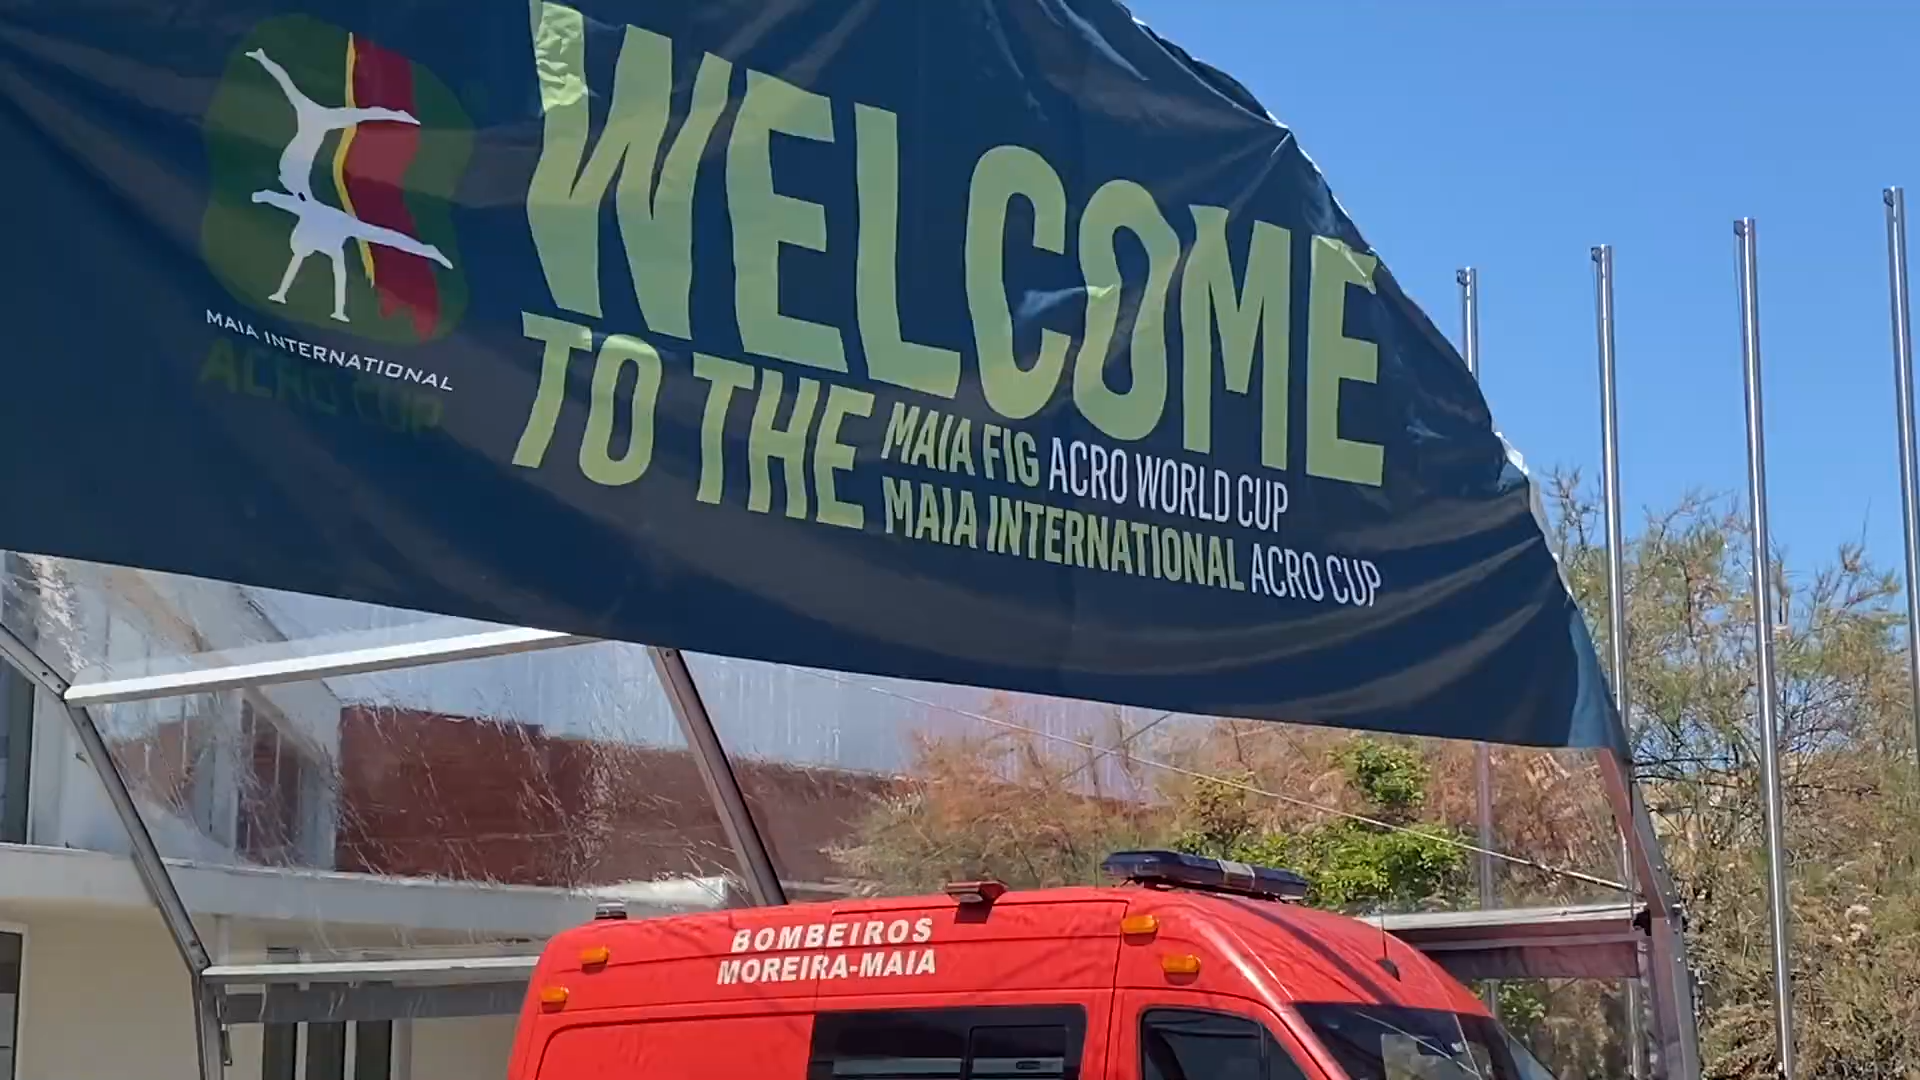 MAIA INTERNATIONAL
ACRO CUP
WELCOME
TO THE
MAIA FIG ACRO WORLD CUP
MAIA INTERNATIONAL ACRO CUP
BOMBEIROS
MOREIRA-MAIA